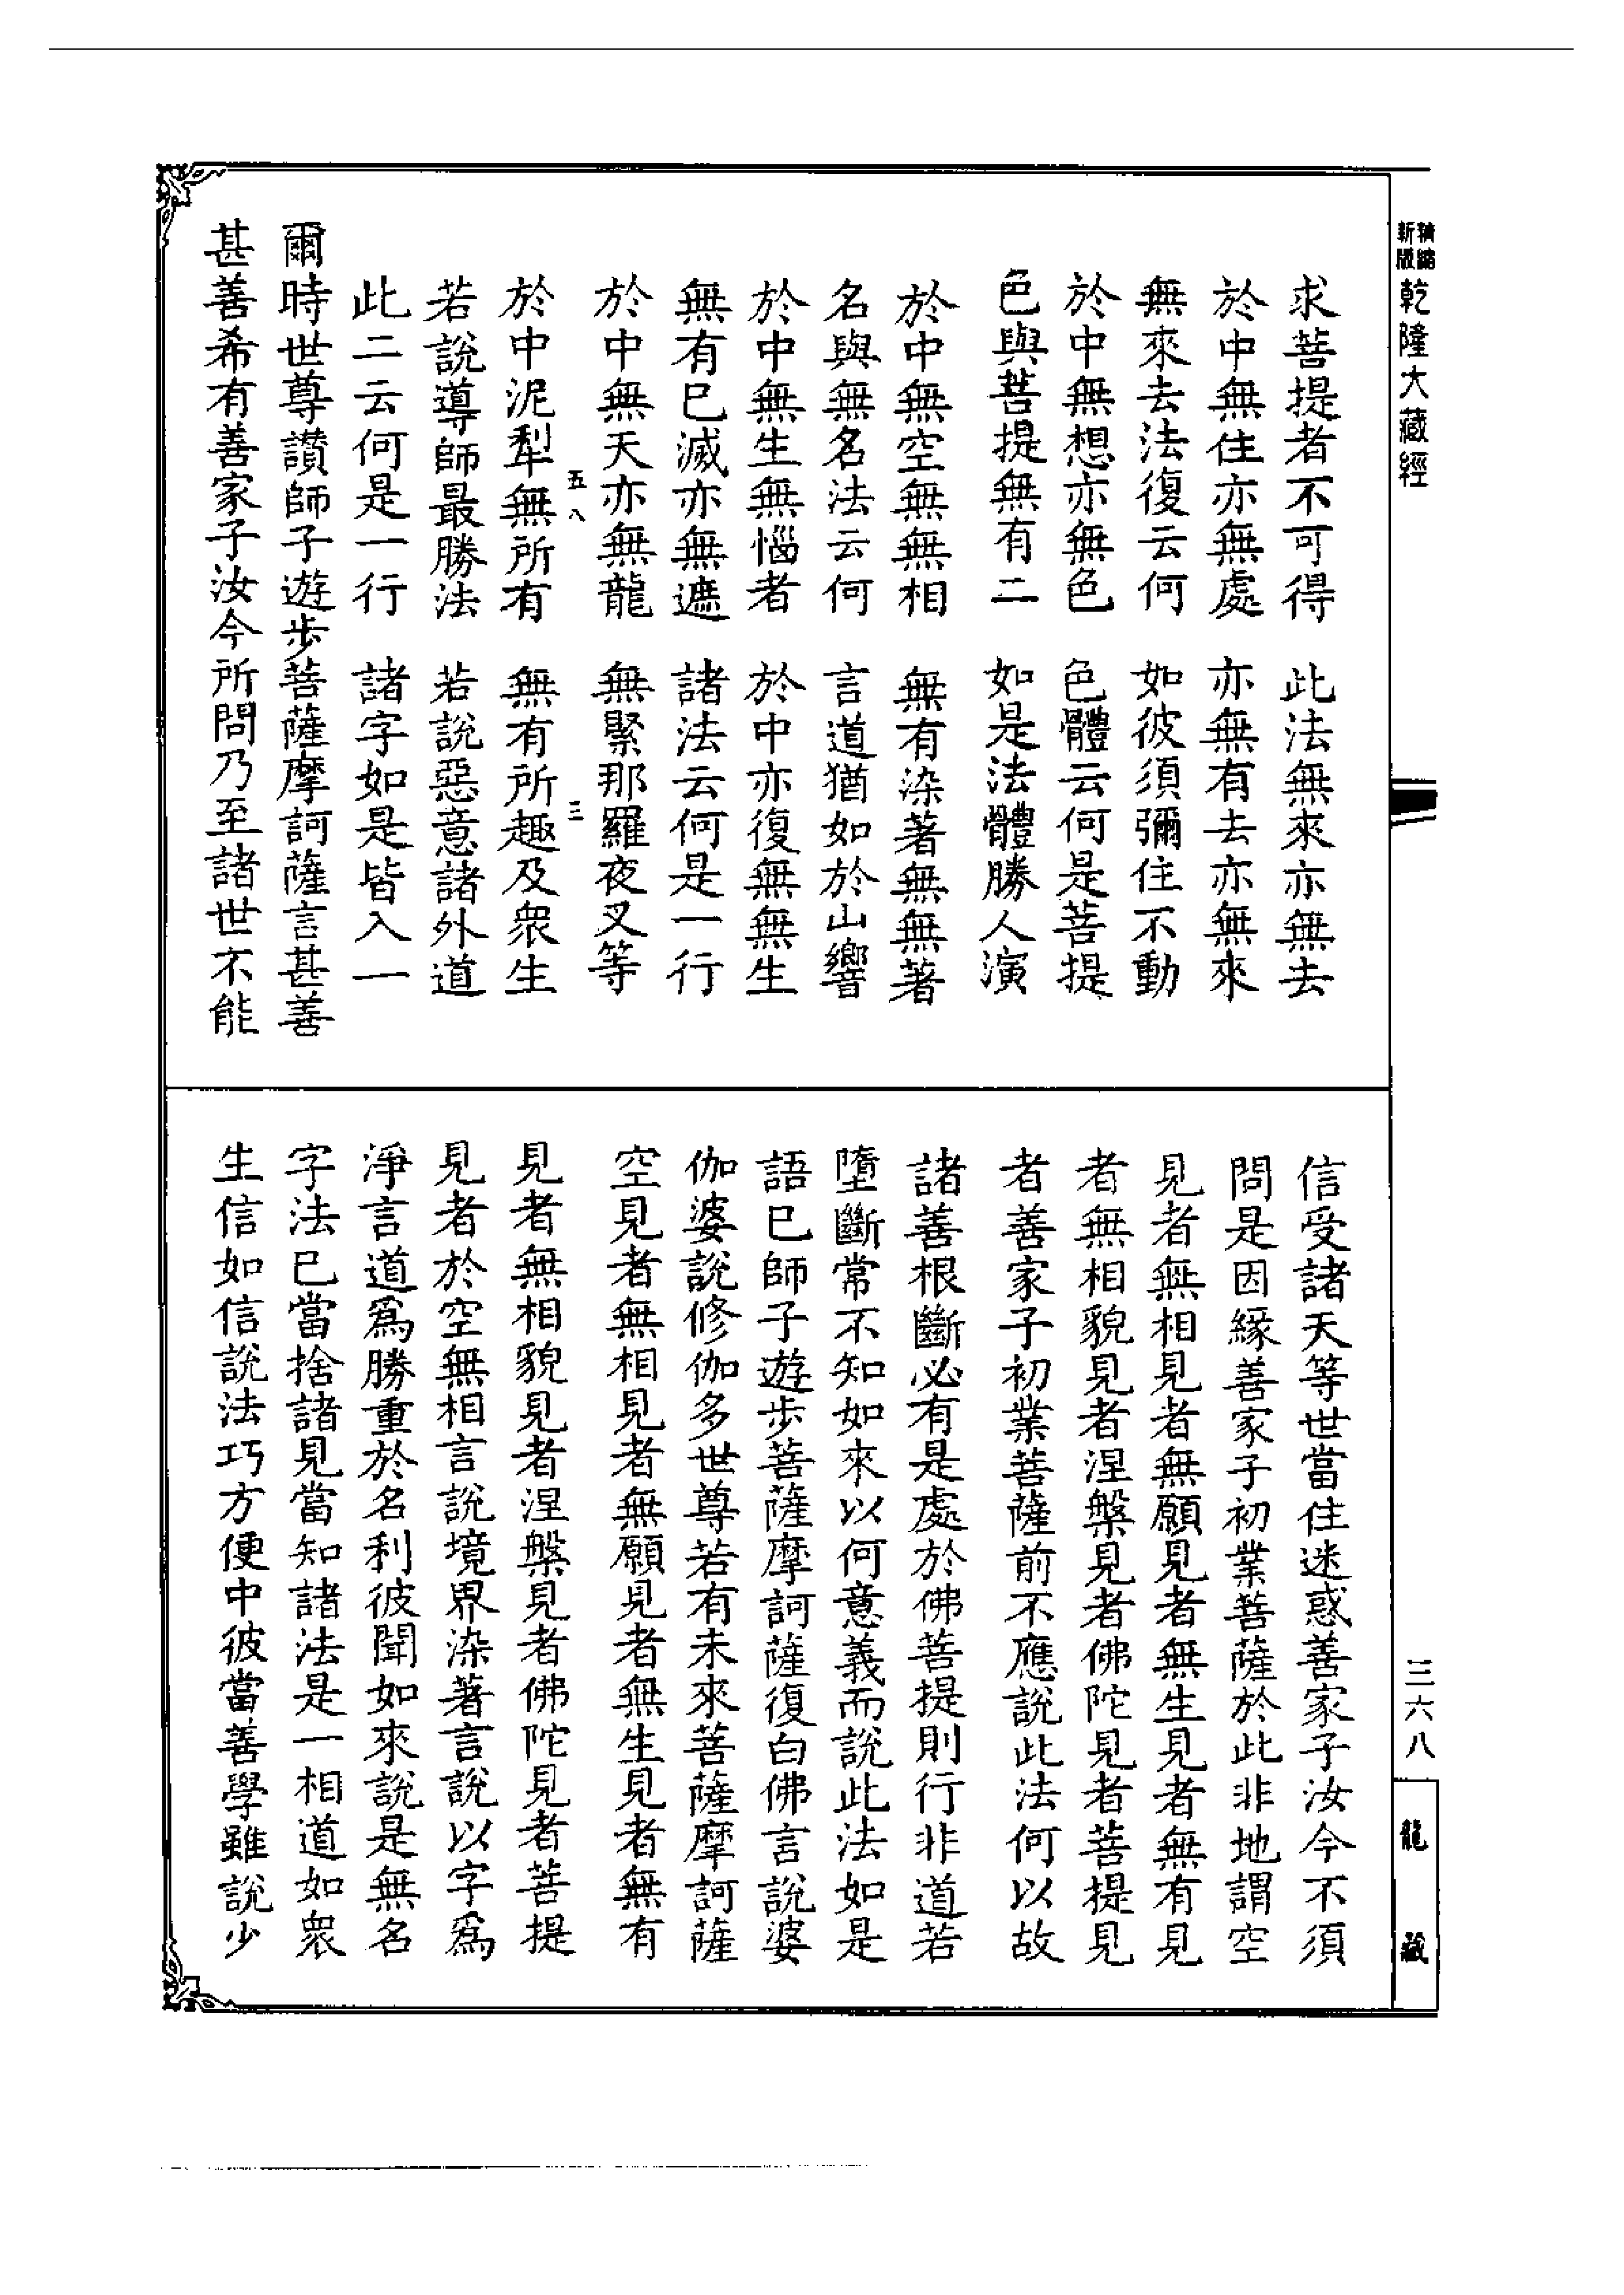 精縮新版乾隆大藏經
求菩提者不可得　此法無來亦無去
於中無住亦無處　亦無有去亦無來
無來去法復云何　如彼須彌住不動
於中無想亦無色　色體云何是菩提
色與菩提無有二　如是法體勝人演
於中無空無無相　無有染著無無著
名與無名法云何　言道猶如於山響
於中無生無惱者　於中亦復無無生
無有已滅亦無遮　諸法云何是一行
於中無天亦無龍　無緊那羅夜叉等
五八　三
於中泥犁無所有　無有所趣及衆生
若說導師最勝法　若說惡意諸外道
此二云何是一行　諸字如是皆入一
爾時世尊讚師子遊步菩薩摩訶薩言甚善
甚善希有善家子汝今所問乃至諸世不能
信受諸天等世當住迷惑善家子汝今不須
問是因緣善家子初業菩薩於此非地謂空
見者無相見者無願見者無生見者無有見
者無相貌見者涅槃見者佛陀見者菩提見
者善家子初業菩薩前不應說此法何以故
諸善根斷必有是處於佛菩提則行非道若
墮斷常不知如來以何意義而說此法如是
語已師子遊步菩薩摩訶薩復白佛言說婆
伽婆說修伽多世尊若有未來菩薩摩訶薩
空見者無相見者無願見者無生見者無有
見者無相貌見者涅槃見者佛陀見者菩提
見者於空無相言說境界染著言說以字爲
淨言道爲勝重於名利彼聞如來說是無名
字法已當捨諸見當知諸法是一相道如衆
生信如信說法巧方便中彼當善學雖說少
三六八
龍藏